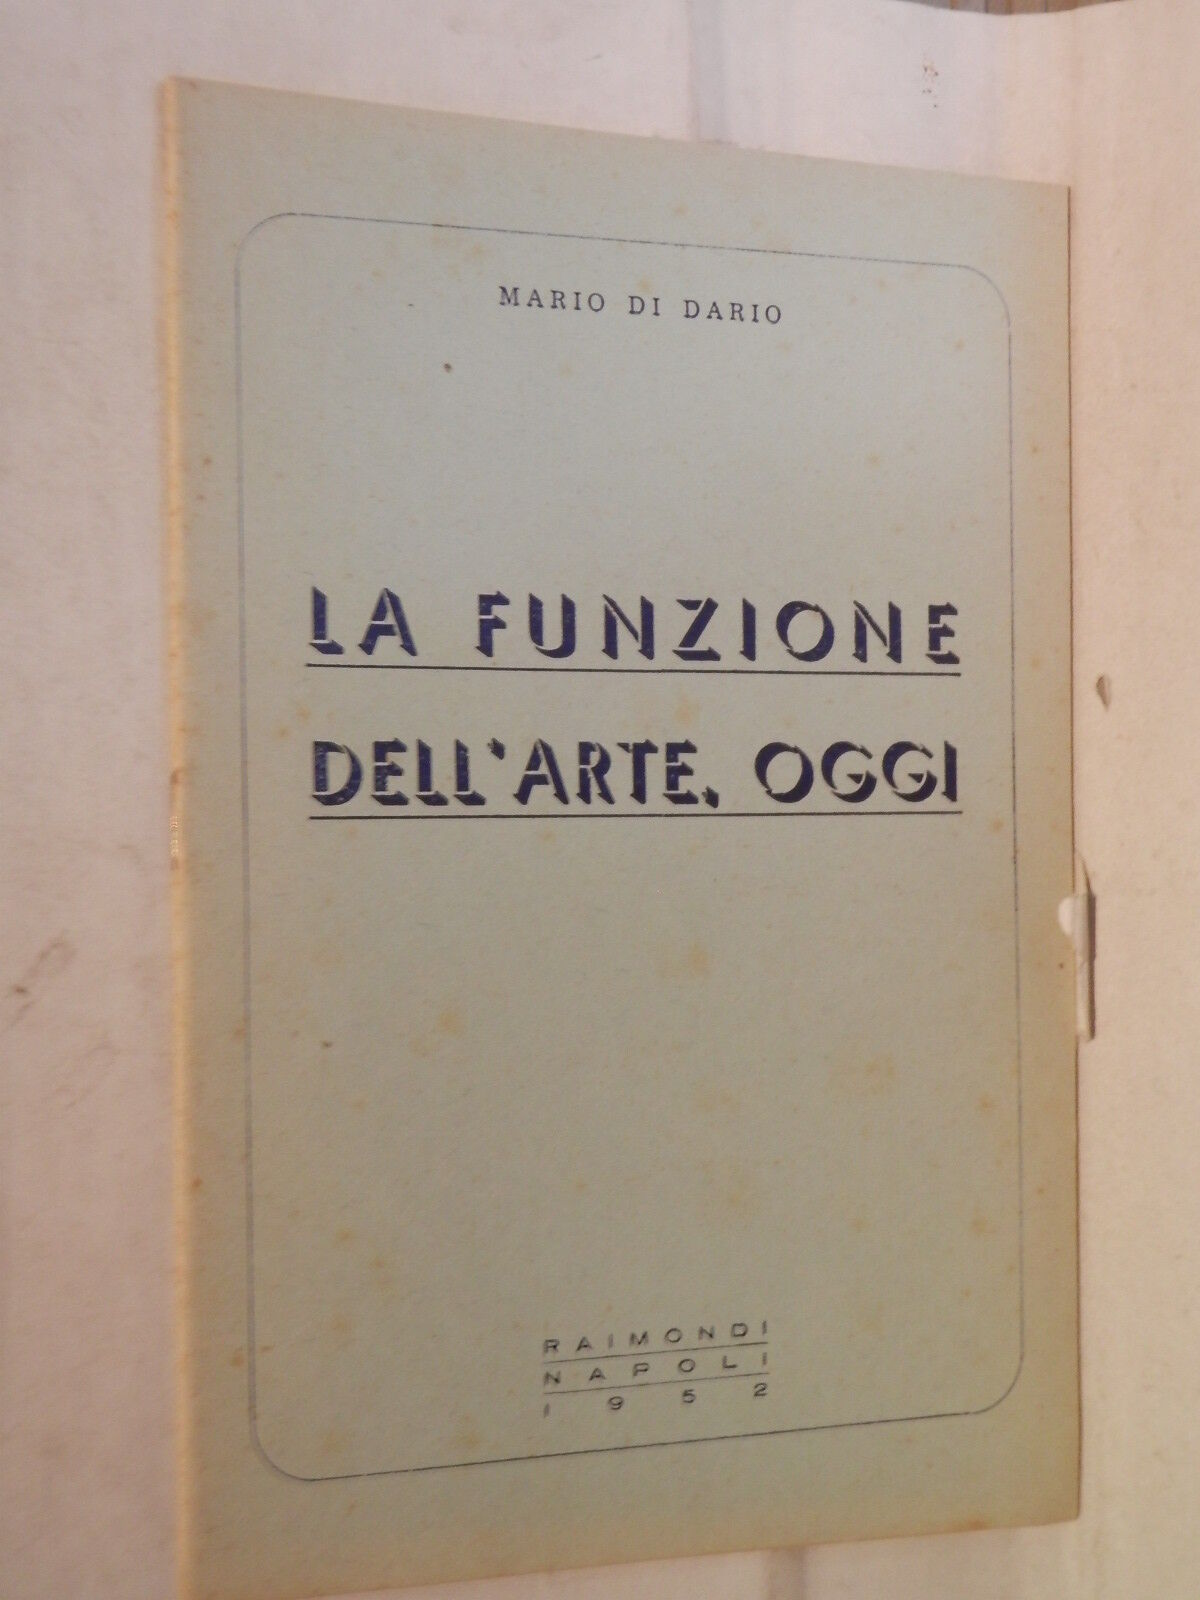 MARIO DI DARIO
LA FUNZIONE
DELL'ARTE, OGGI
RAIMONDI
NAPOLI
1952